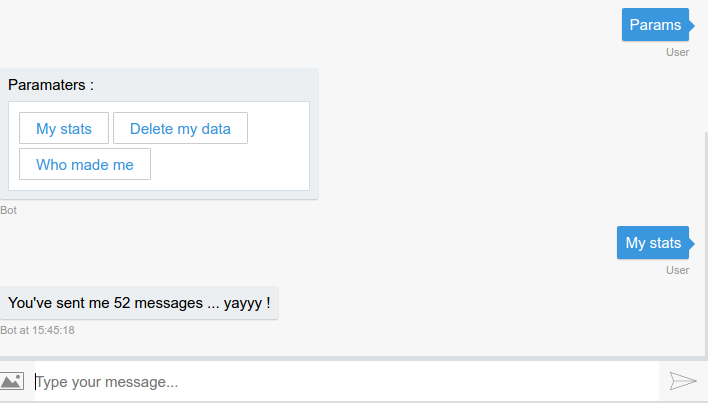 Params
User
Paramaters :
My stats
Delete my data
Who made me
Bot
My stats
User
You've sent me 52 messages ... yayyy !
Bot at 15:45:18
Type your message...